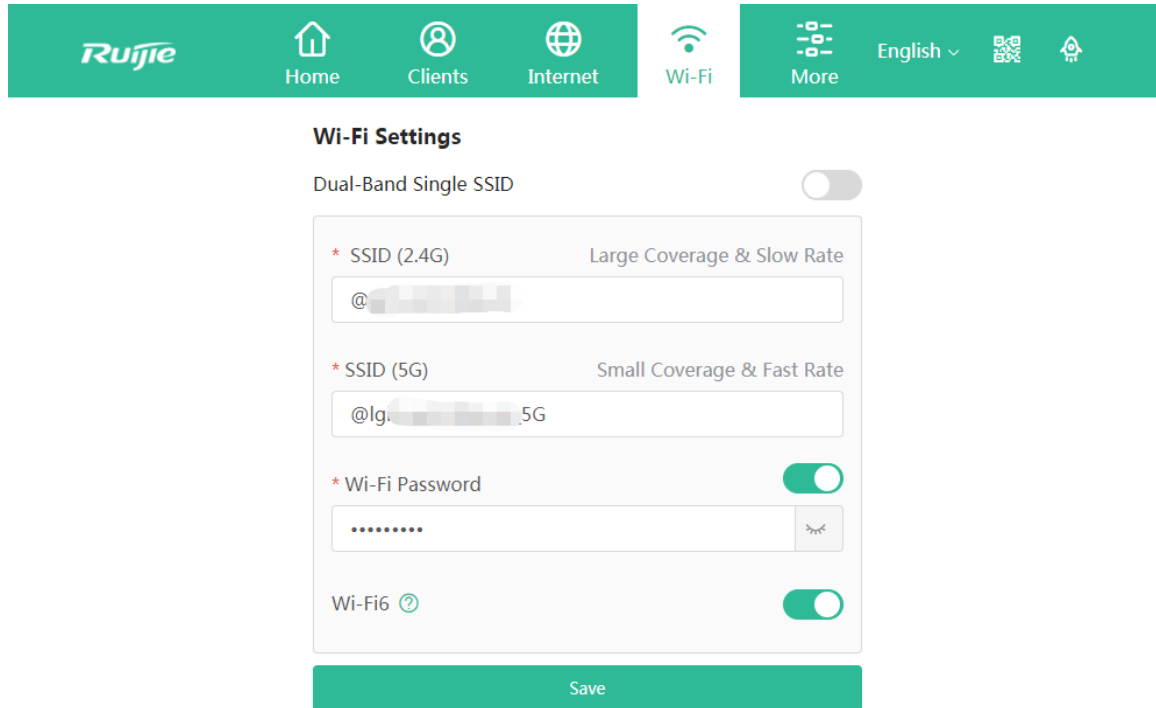 Ruijie
Home Clients Internet Wi-Fi More English
Wi-Fi Settings
Dual-Band Single SSID
* SSID (2.4G) Large Coverage & Slow Rate
@
* SSID (5G) Small Coverage & Fast Rate
@lg 5G
* Wi-Fi Password
•••••••••
Wi-Fi6 ?
Save